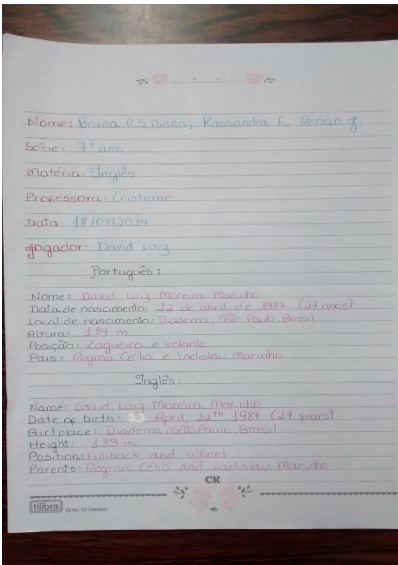 Nome: Bruna R.S Diana, Kassandra F, Renan J.
Série: 7º ano
Matéria: Inglês
Professora: Cristiane
Data: 18/07/2014
Jogador: David Luiz
Português:
Nome: David Luiz Moreira Marinho
Data de nascimento: 22 de abril de 1987 (27 anos)
Local de nascimento: Diadema, São Paulo, Brasil
Altura: 1,89 m
Posição: Zagueiro e volante
Pais: Regina Célia e Ladislau Marinho
Inglês:
Name: David Luiz Moreira Marinho
Date of birth: April, 22th 1987 (27 years)
Birtplace: Diadema, São Paulo, Brasil
Height: 1,89 m
Position: Fullback and Wheel
Parents: Regina Célia and Ladislau Marinho
CR
tilibra